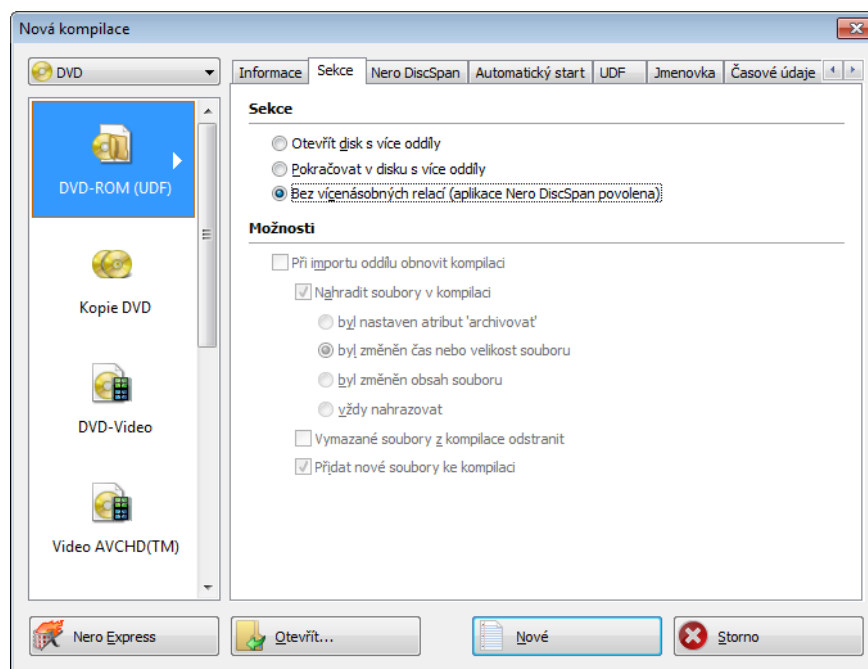 Nová kompilace
DVD
Informace
Sekce
Nero DiscSpan
Automatický start
UDF
Jmenovka
Časové údaje
DVD-ROM (UDF)
Kopie DVD
DVD-Video
Video AVCHD(TM)
Sekce
Otevřít disk s více oddíly
Pokračovat v disku s více oddíly
Bez vícenásobných relací (aplikace Nero DiscSpan povolena)
Možnosti
Při importu oddílu obnovit kompilaci
Nahradit soubory v kompilaci
byl nastaven atribut 'archivovat'
byl změněn čas nebo velikost souboru
byl změněn obsah souboru
vždy nahrazovat
Vymazané soubory z kompilace odstranit
Přidat nové soubory ke kompilaci
Nero Express
Otevřít...
Nové
Storno